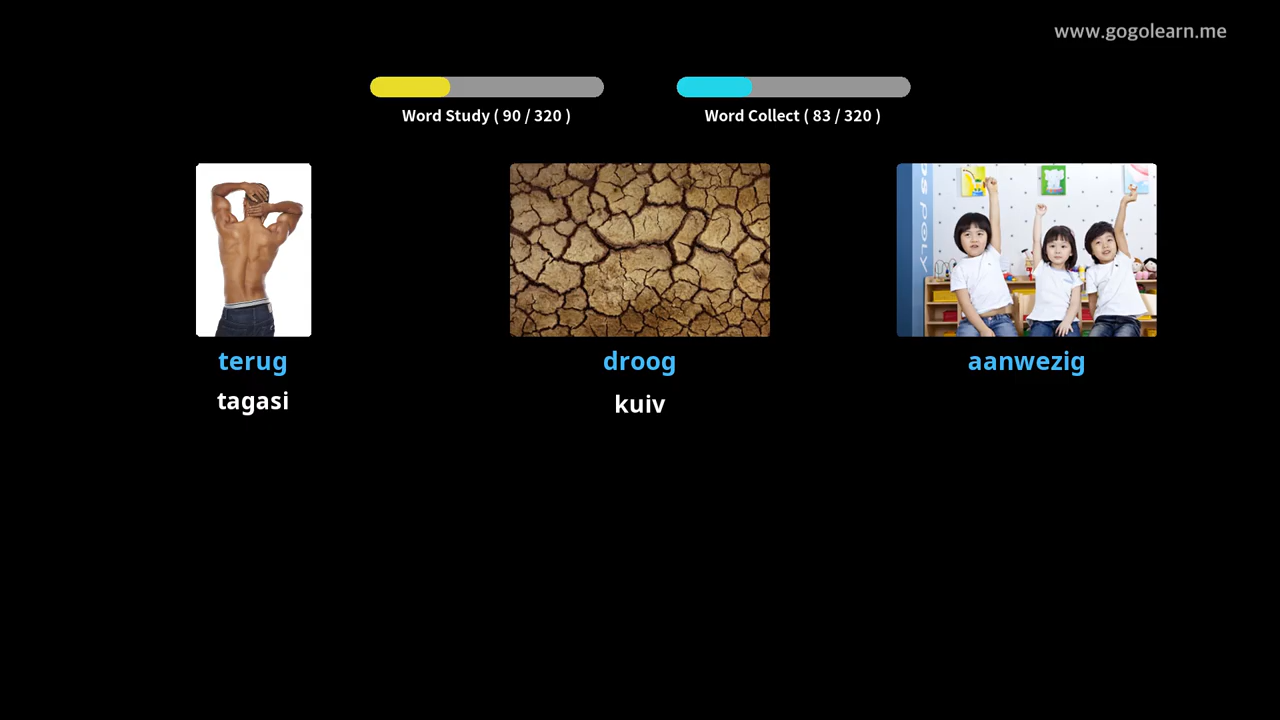 www.gogolearn.me
Word Study ( 90 / 320 )
Word Collect ( 83 / 320 )
terug
tagasi
droog
kuiv
aanwezig